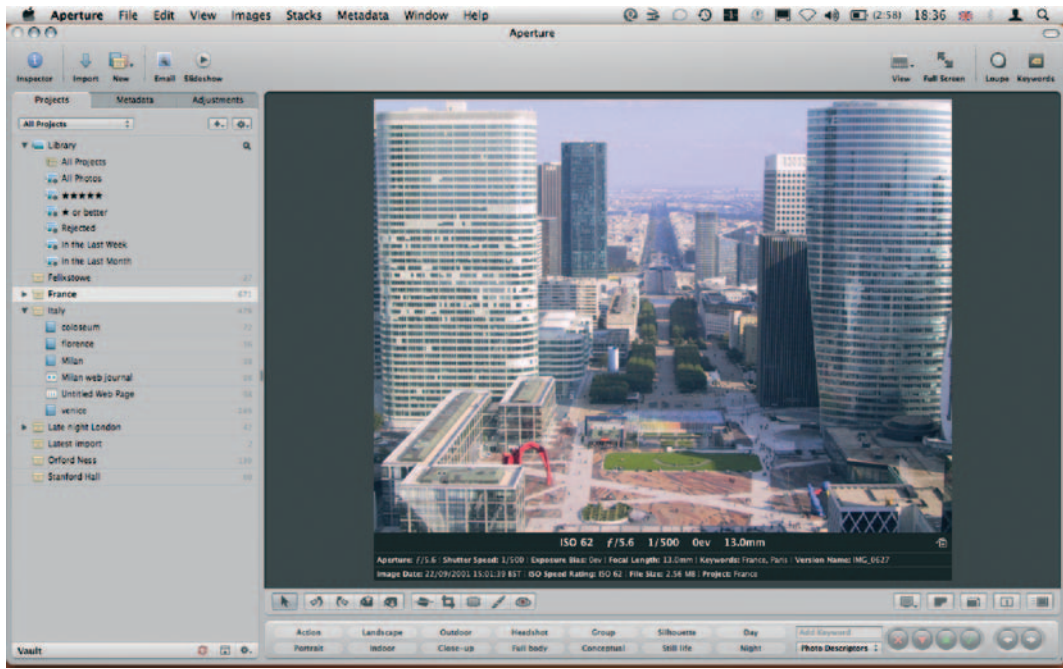 Aperture File Edit View Images Stacks Metadata Window Help (2:58) 18:36
Aperture
Inspector Import New Email Slideshow View Full Screen Loupe Keywords
Projects Metadata Adjustments
All Projects
Library
All Projects
All Photos
★★★★★
★ or better
Rejected
In the Last Week
In the Last Month
Felixstowe 27
France 671
Italy
coloseum
florence
Milan
Milan web journal
Untitled Web Page
venice
Late night London
Latest import
Orford Ness
Stanford Hall
ISO 62 ƒ/5.6 1/500 0ev 13.0mm
Aperture: ƒ/5.6 | Shutter Speed: 1/500 | Exposure Bias: 0ev | Focal Length: 13.0mm | Keywords: France, Paris | Version Name: IMG_0627
Image Date: 22/09/2001 15:01:39 BST | ISO Speed Rating: ISO 62 | File Size: 2.56 MB | Project: France
Action Landscape Outdoor Headshot Group Silhouette Day Add Keyword
Portrait Indoor Close-up Full body Conceptual Still life Night Photo Descriptors
Vault